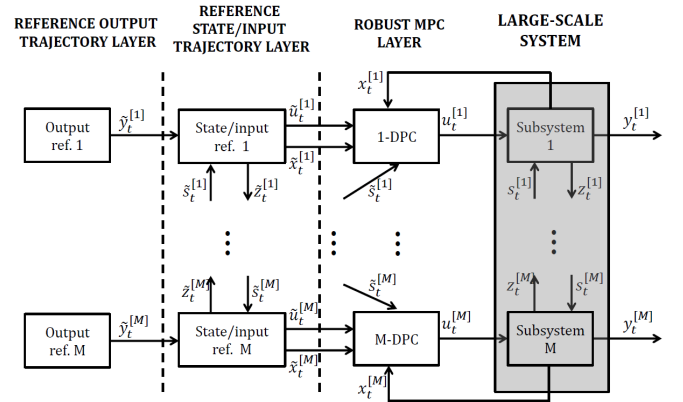 REFERENCE OUTPUT
TRAJECTORY LAYER
REFERENCE
STATE/INPUT
TRAJECTORY LAYER
ROBUST MPC
LAYER
LARGE-SCALE
SYSTEM
x_t^{[1]}
Output
ref. 1
ỹ_t^{[1]}
State/input
ref. 1
ũ_t^{[1]}
x̃_t^{[1]}
1-DPC
u_t^{[1]}
Subsystem
1
y_t^{[1]}
s̃_t^{[1]}
z̃_t^{[1]}
s̃_t^{[1]}
s_t^{[1]}
z_t^{[1]}
⋮ ⋮ ⋮ ⋮
z̃_t^{[M]}
s̃_t^{[M]}
s̃_t^{[M]}
z_t^{[M]}
s_t^{[M]}
Output
ref. M
ỹ_t^{[M]}
State/input
ref. M
ũ_t^{[M]}
x̃_t^{[M]}
M-DPC
u_t^{[M]}
Subsystem
M
y_t^{[M]}
x_t^{[M]}